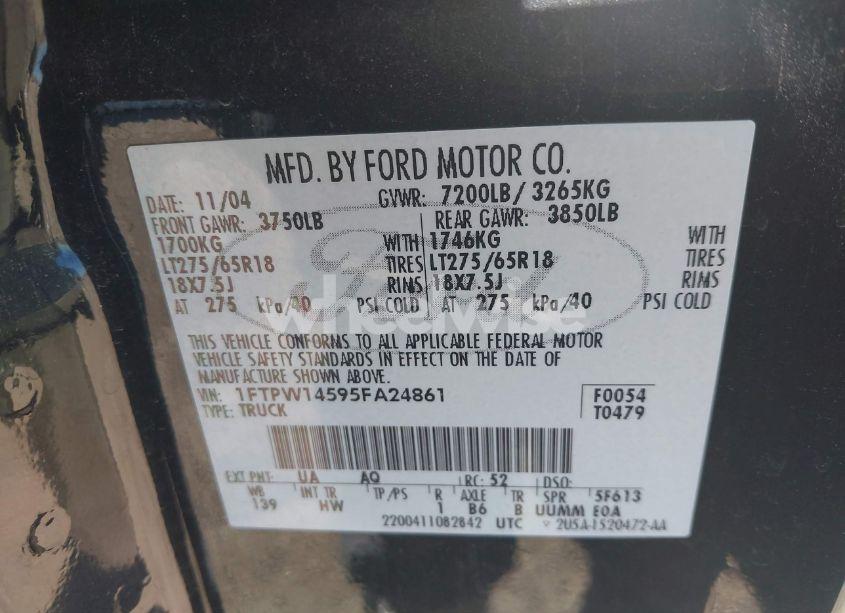 MFD. BY FORD MOTOR CO.
DATE: 11/04 GVWR: 7200LB / 3265KG
FRONT GAWR: 3750LB REAR GAWR: 3850LB
1700KG WITH 1746KG WITH
LT275/65R18 TIRES LT275/65R18 TIRES
18X7.5J RIMS 18X7.5J RIMS
AT 275 kPa/40 PSI COLD AT 275 kPa/40 PSI COLD
wheelwise
THIS VEHICLE CONFORMS TO ALL APPLICABLE FEDERAL MOTOR
VEHICLE SAFETY STANDARDS IN EFFECT ON THE DATE OF
MANUFACTURE SHOWN ABOVE.
VIN: 1FTPW14595FA24861 F0054
TYPE: TRUCK T0479
EXT PNT: UA AQ RC: 52 DSO:
WB INT TR TP/PS R AXLE TR SPR 5F613
139 HW 1 B6 B UUMM EOA
2200411082842 UTC 2U5A-1520472-AA